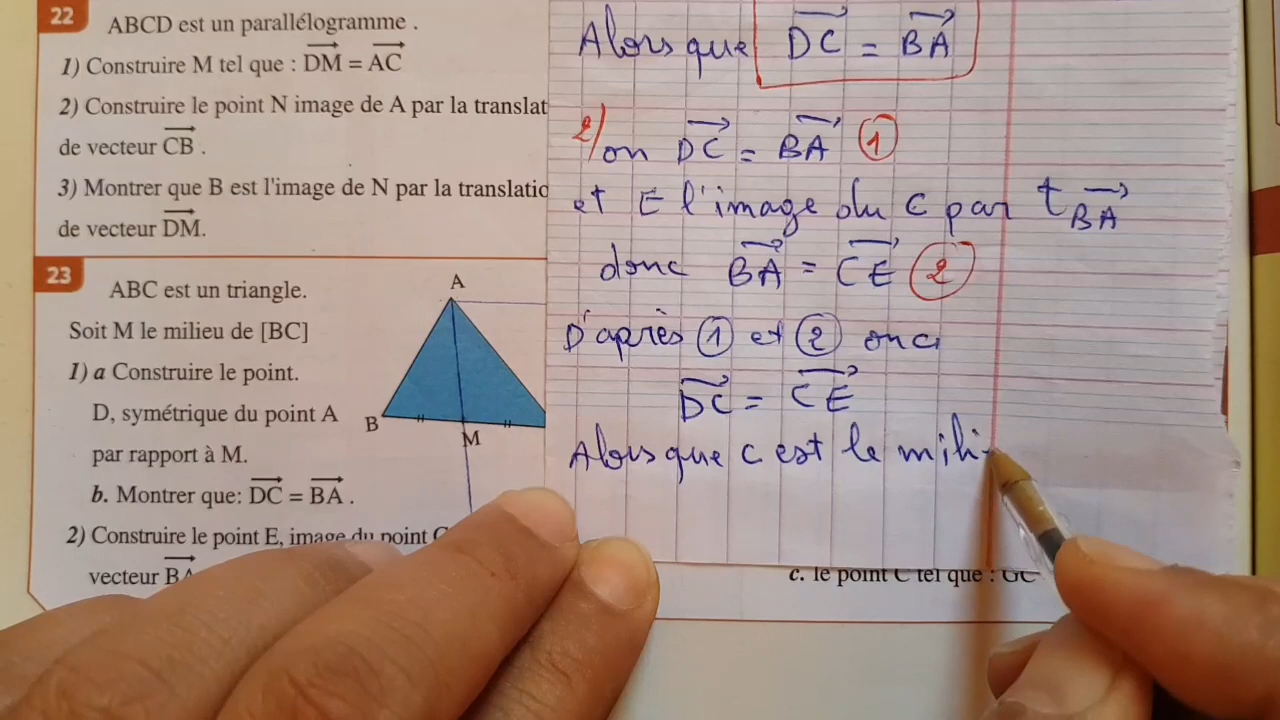 22
ABCD est un parallélogramme .
1) Construire M tel que : DM = AC
2) Construire le point N image de A par la translat
de vecteur CB .
3) Montrer que B est l'image de N par la translatio
de vecteur DM.
23
ABC est un triangle.
Soit M le milieu de [BC]
1) a Construire le point.
D, symétrique du point A
par rapport à M.
b. Montrer que: DC = BA .
2) Construire le point E, image du point C
vecteur BA
A
B
M
Alors que DC = BA
2/ on DC = BA 1
et E l'image du C par t BA
donc BA = CE 2
D'après 1 et 2 ona
DC = CE
Alors que C est le mili
c. le point C tel que : GC